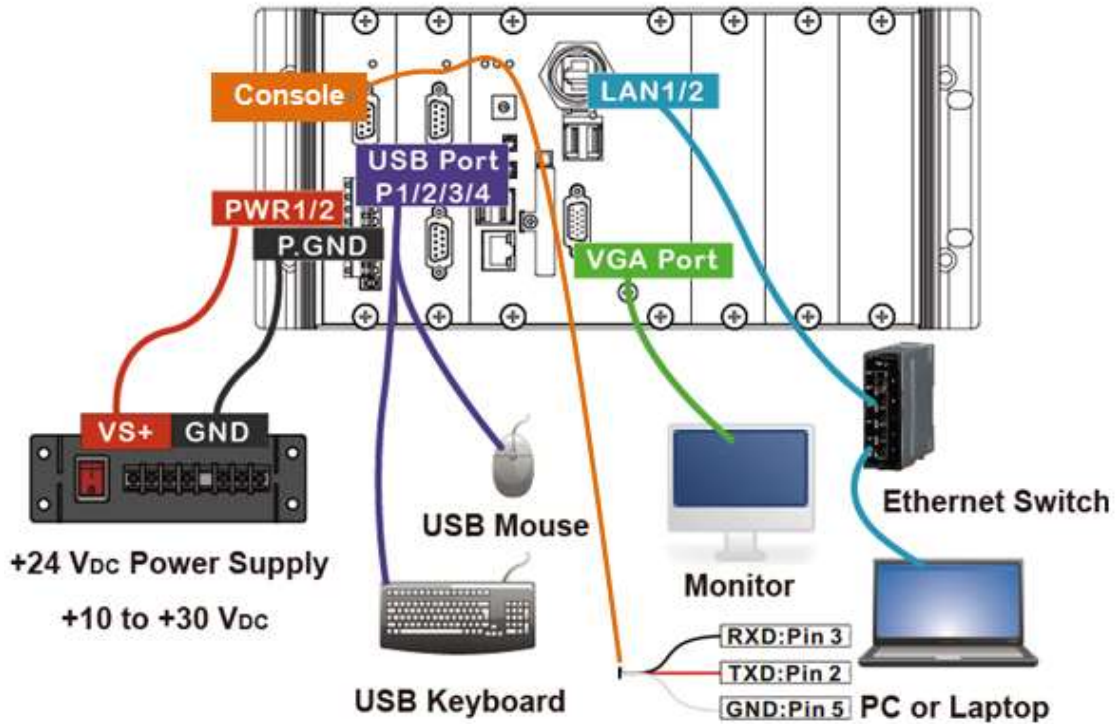 Console
LAN1/2
USB Port
P1/2/3/4
PWR1/2
P.GND
VGA Port
VS+ GND
+24 VDC Power Supply
+10 to +30 VDC
USB Mouse
USB Keyboard
Monitor
Ethernet Switch
RXD:Pin 3
TXD:Pin 2
GND:Pin 5
PC or Laptop